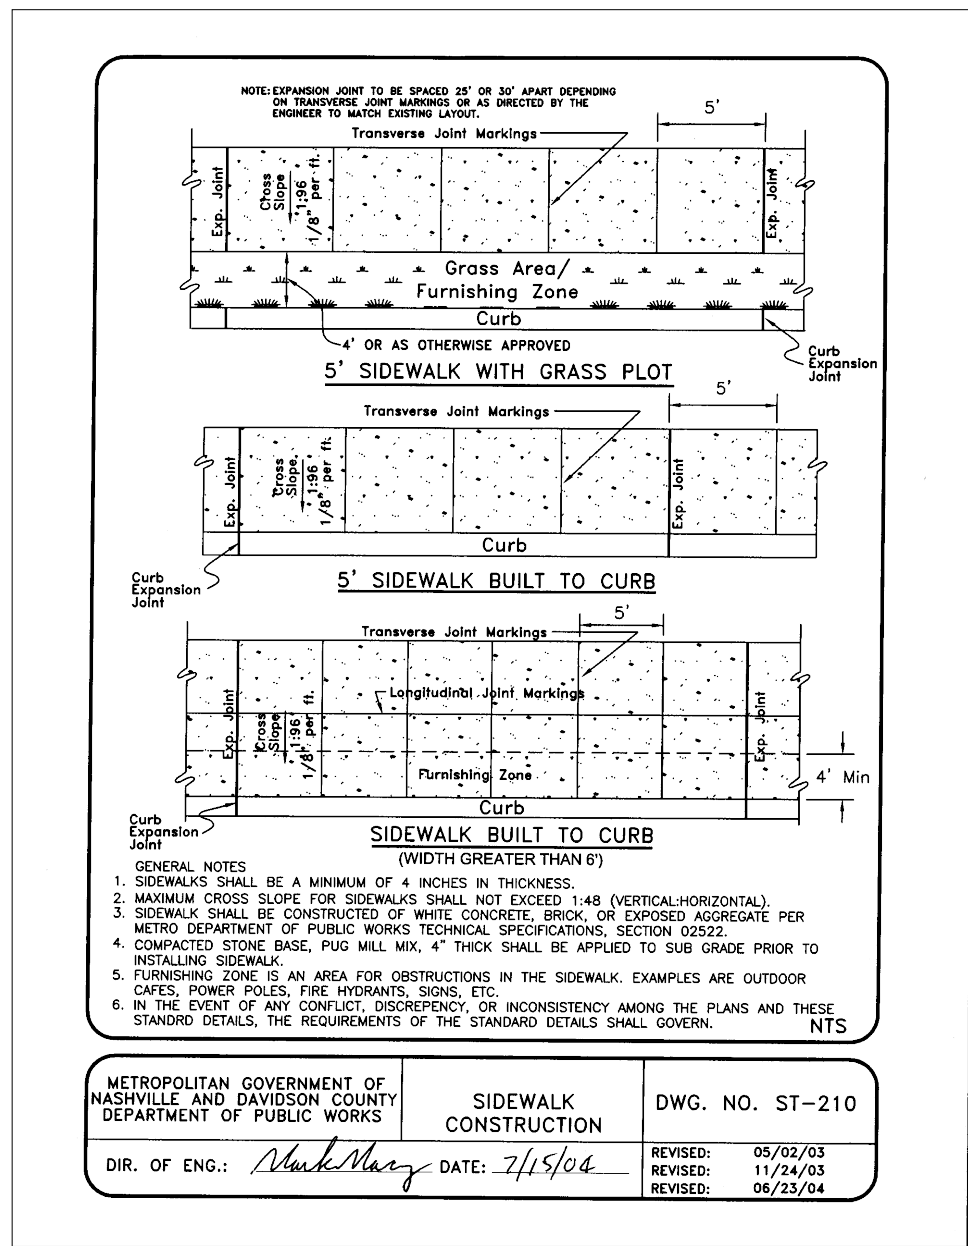 NOTE: EXPANSION JOINT TO BE SPACED 25' OR 30' APART DEPENDING
ON TRANSVERSE JOINT MARKINGS OR AS DIRECTED BY THE
ENGINEER TO MATCH EXISTING LAYOUT.
5'
Transverse Joint Markings
Exp. Joint
Cross
Slope
1:96
1/8" per ft.
Exp. Joint
Grass Area/
Furnishing Zone
Curb
4' OR AS OTHERWISE APPROVED
Curb
Expansion
Joint
5' SIDEWALK WITH GRASS PLOT
5'
Transverse Joint Markings
Exp. Joint
Cross
Slope
1:96
1/8" per ft.
Exp. Joint
Curb
Curb
Expansion
Joint
5' SIDEWALK BUILT TO CURB
5'
Transverse Joint Markings
Longitudinal Joint Markings
Exp. Joint
Cross
Slope
1:96
1/8" per ft.
Exp. Joint
Furnishing Zone
4' Min
Curb
Curb
Expansion
Joint
SIDEWALK BUILT TO CURB
(WIDTH GREATER THAN 6')
GENERAL NOTES
1. SIDEWALKS SHALL BE A MINIMUM OF 4 INCHES IN THICKNESS.
2. MAXIMUM CROSS SLOPE FOR SIDEWALKS SHALL NOT EXCEED 1:48 (VERTICAL:HORIZONTAL).
3. SIDEWALK SHALL BE CONSTRUCTED OF WHITE CONCRETE, BRICK, OR EXPOSED AGGREGATE PER
METRO DEPARTMENT OF PUBLIC WORKS TECHNICAL SPECIFICATIONS, SECTION 02522.
4. COMPACTED STONE BASE, PUG MILL MIX, 4" THICK SHALL BE APPLIED TO SUB GRADE PRIOR TO
INSTALLING SIDEWALK.
5. FURNISHING ZONE IS AN AREA FOR OBSTRUCTIONS IN THE SIDEWALK. EXAMPLES ARE OUTDOOR
CAFES, POWER POLES, FIRE HYDRANTS, SIGNS, ETC.
6. IN THE EVENT OF ANY CONFLICT, DISCREPENCY, OR INCONSISTENCY AMONG THE PLANS AND THESE
STANDRD DETAILS, THE REQUIREMENTS OF THE STANDARD DETAILS SHALL GOVERN.
NTS
METROPOLITAN GOVERNMENT OF
NASHVILLE AND DAVIDSON COUNTY
DEPARTMENT OF PUBLIC WORKS
SIDEWALK
CONSTRUCTION
DWG. NO. ST-210
DIR. OF ENG.: Mark Macy DATE: 7/15/04
REVISED: 05/02/03
REVISED: 11/24/03
REVISED: 06/23/04